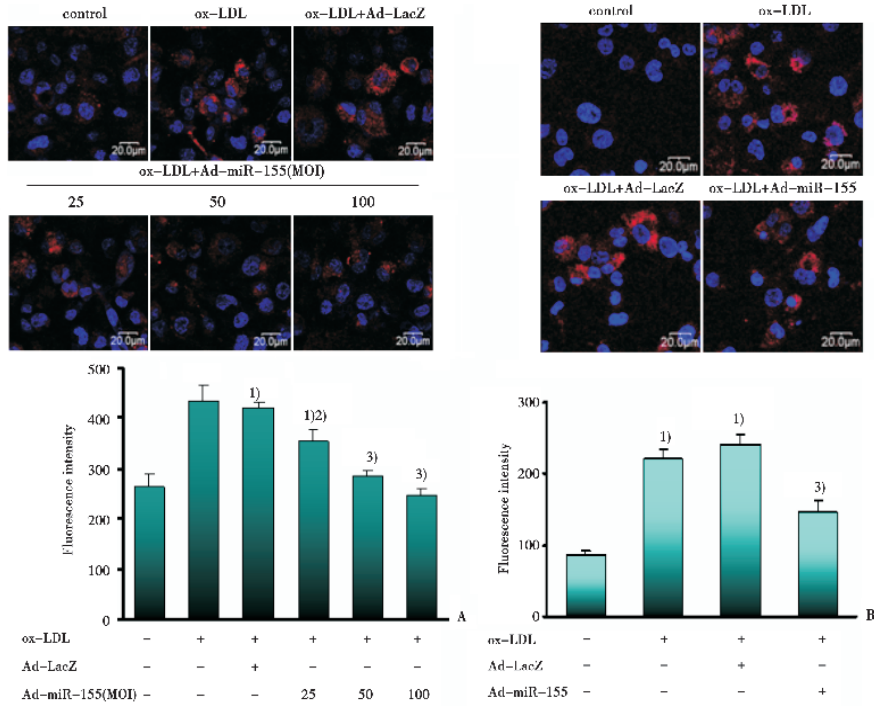 control ox-LDL ox-LDL+Ad-LacZ
20.0μm 20.0μm 20.0μm
ox-LDL+Ad-miR-155(MOI)
25 50 100
20.0μm 20.0μm 20.0μm
500
400
300
200
100
0
Fluorescence intensity
1)
1)2)
3)
3)
A
ox-LDL − + + + + +
Ad-LacZ − − + − − −
Ad-miR-155(MOI) − − − 25 50 100
control ox-LDL
20.0μm 20.0μm
ox-LDL+Ad-LacZ ox-LDL+Ad-miR-155
20.0μm 20.0μm
300
200
100
0
Fluorescence intensity
1)
1)
3)
B
ox-LDL − + + +
Ad-LacZ − − + −
Ad-miR-155 − − − +